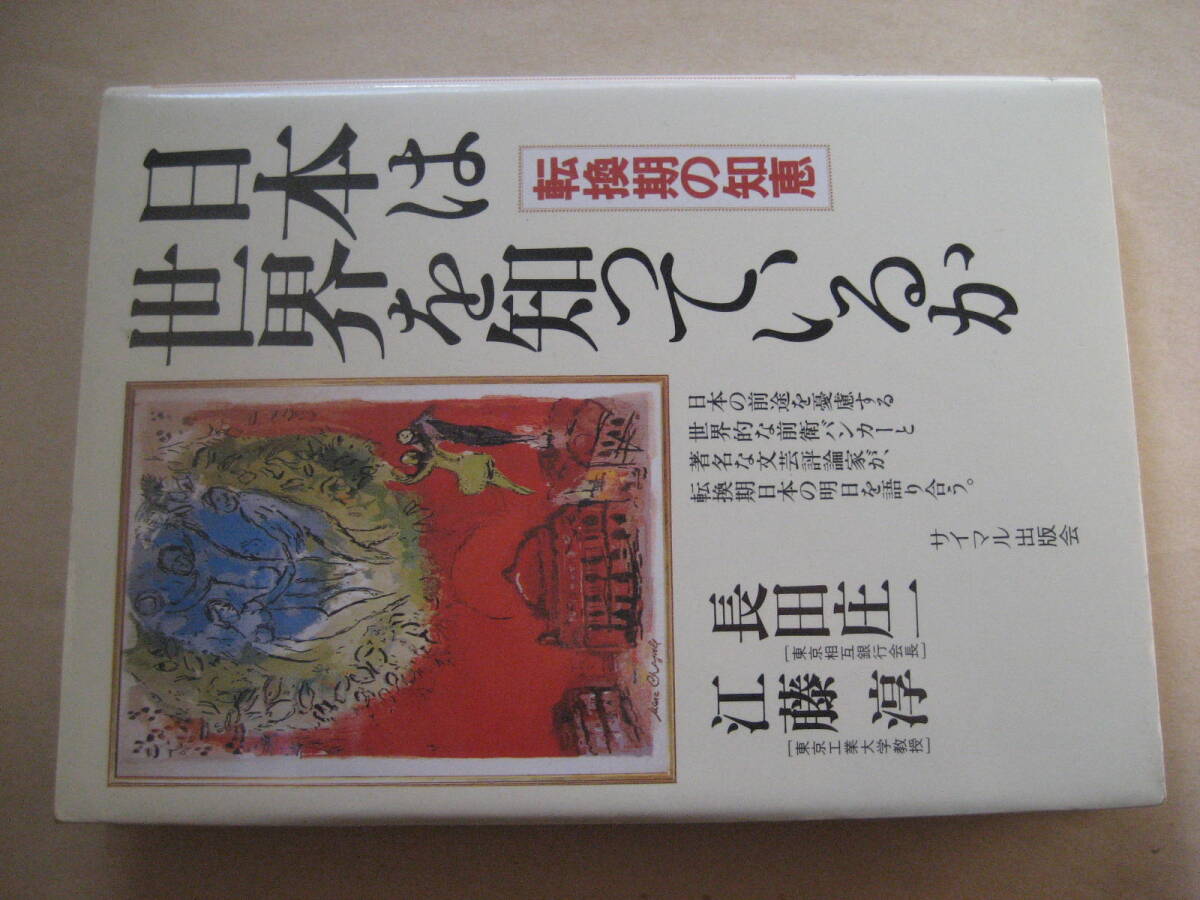 日本は
世界を知っているか
転換期の知恵
日本の前途を憂慮する
世界的な前衛バンカーと
著名な文芸評論家が、
転換期日本の明日を語り合う。
サイマル出版会
長田庄一
[東京相互銀行会長]
江藤 淳
[東京工業大学教授]
Marc Chagall